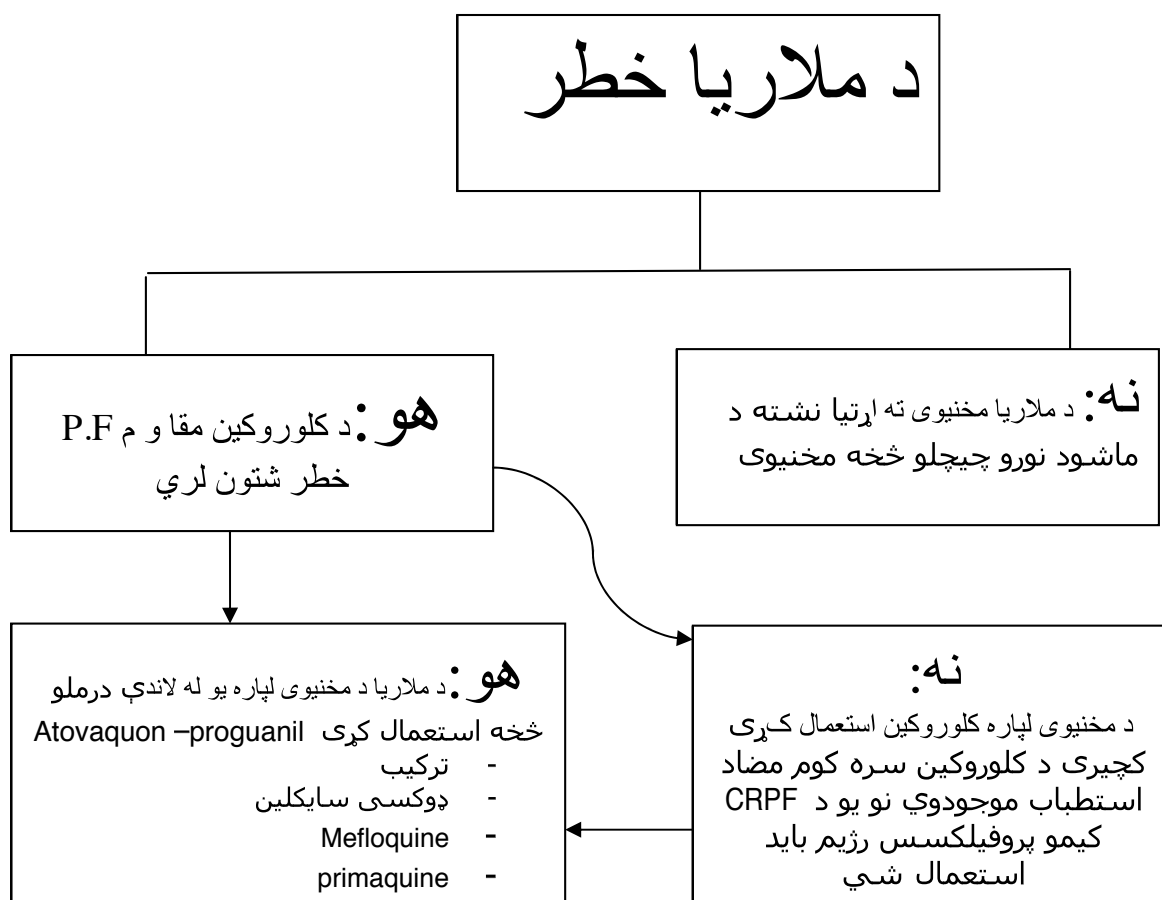 د ملاریا خطر
هو: د کلوروکین مقا و م P.F
خطر شتون لري
نه: د ملاریا مخنیوی ته اړتیا نشته د
ماشود نورو چیچلو څخه مخنیوی
هو: د ملاریا د مخنیوی لپاره یو له لاندې درملو
څخه استعمال کړی Atovaquon –proguanil
- ترکیب
- ډوکسی سایکلین
- Mefloquine
- primaquine
نه:
د مخنیوی لپاره کلوروکین استعمال کړی
کچیری د کلوروکین سره کوم مضاد
استطباب موجودوي نو یو د CRPF
کیمو پروفیلکسس رژیم باید
استعمال شي